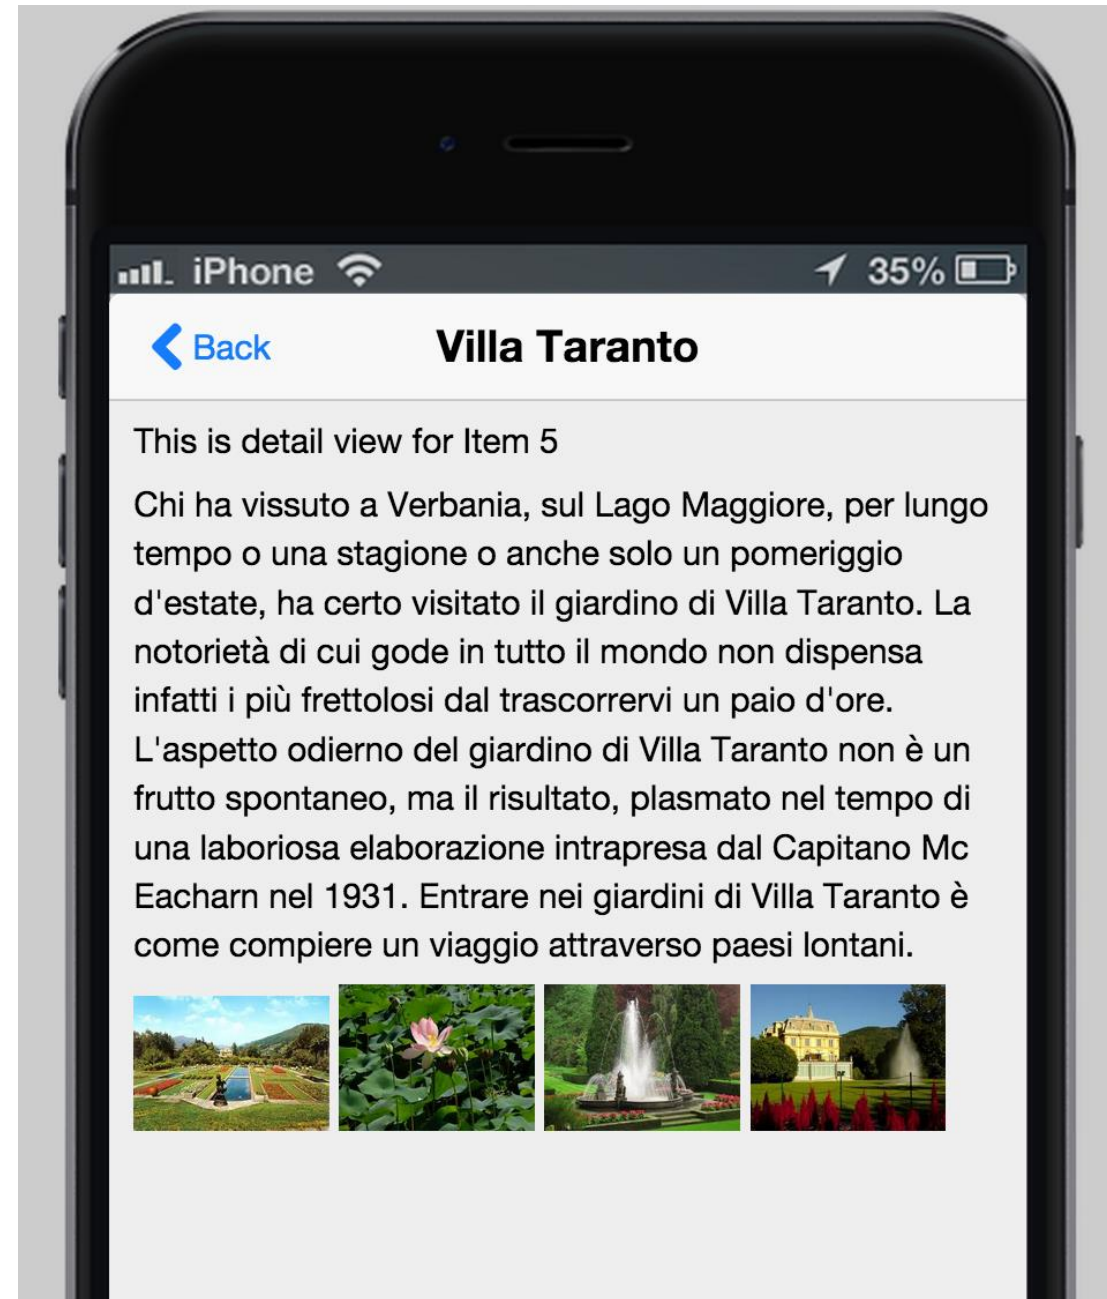 iPhone 35%
Back Villa Taranto
This is detail view for Item 5
Chi ha vissuto a Verbania, sul Lago Maggiore, per lungo
tempo o una stagione o anche solo un pomeriggio
d'estate, ha certo visitato il giardino di Villa Taranto. La
notorietà di cui gode in tutto il mondo non dispensa
infatti i più frettolosi dal trascorrervi un paio d'ore.
L'aspetto odierno del giardino di Villa Taranto non è un
frutto spontaneo, ma il risultato, plasmato nel tempo di
una laboriosa elaborazione intrapresa dal Capitano Mc
Eacharn nel 1931. Entrare nei giardini di Villa Taranto è
come compiere un viaggio attraverso paesi lontani.